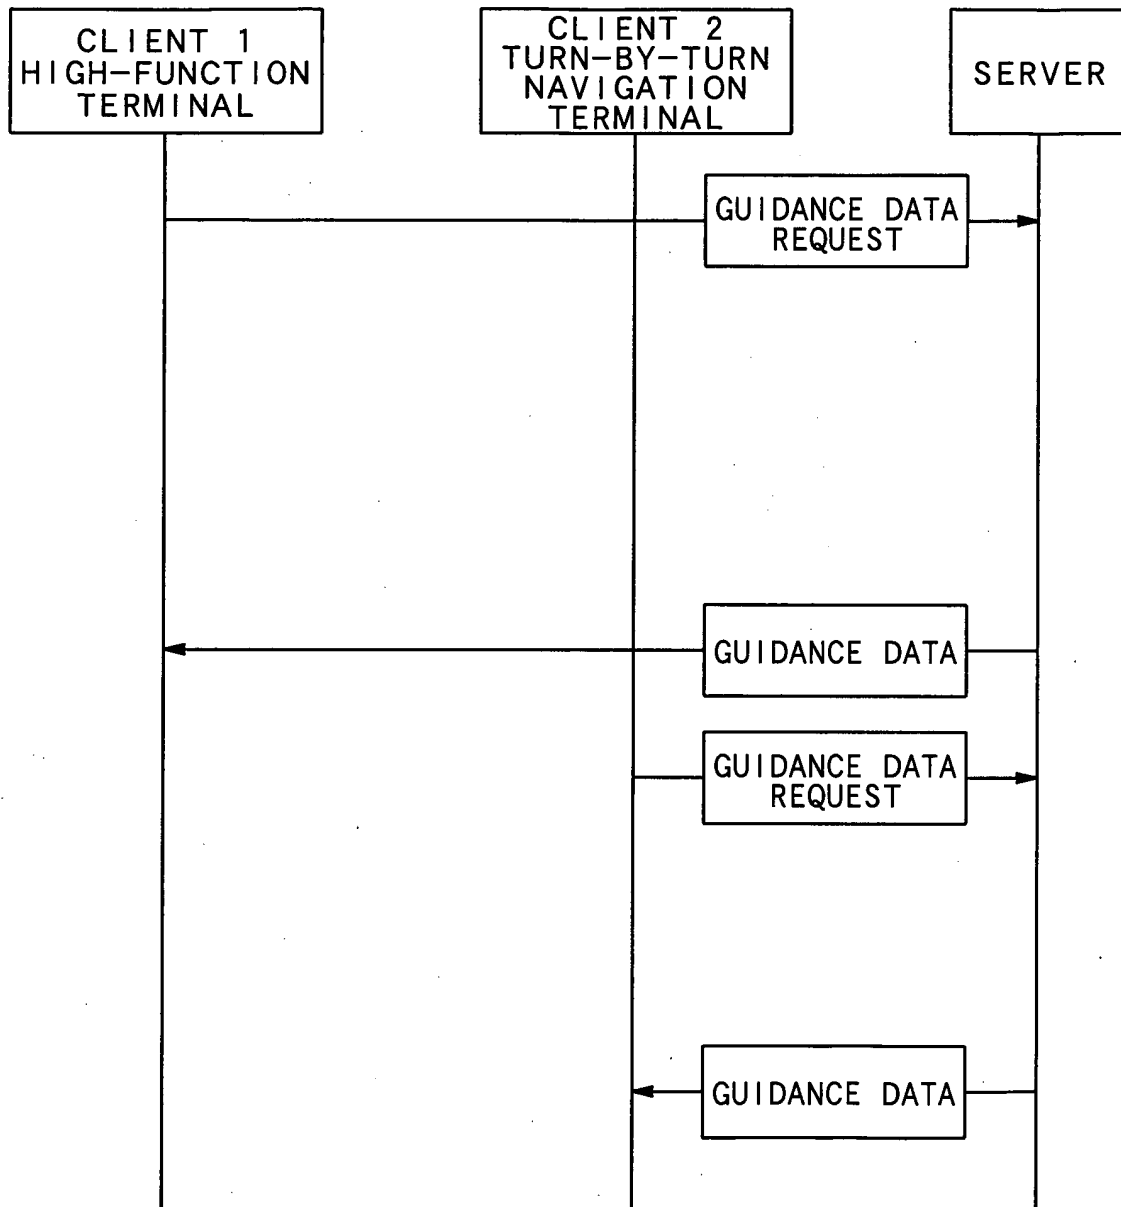 CLIENT 1
HIGH-FUNCTION
TERMINAL
CLIENT 2
TURN-BY-TURN
NAVIGATION
TERMINAL
SERVER
GUIDANCE DATA
REQUEST
GUIDANCE DATA
GUIDANCE DATA
REQUEST
GUIDANCE DATA